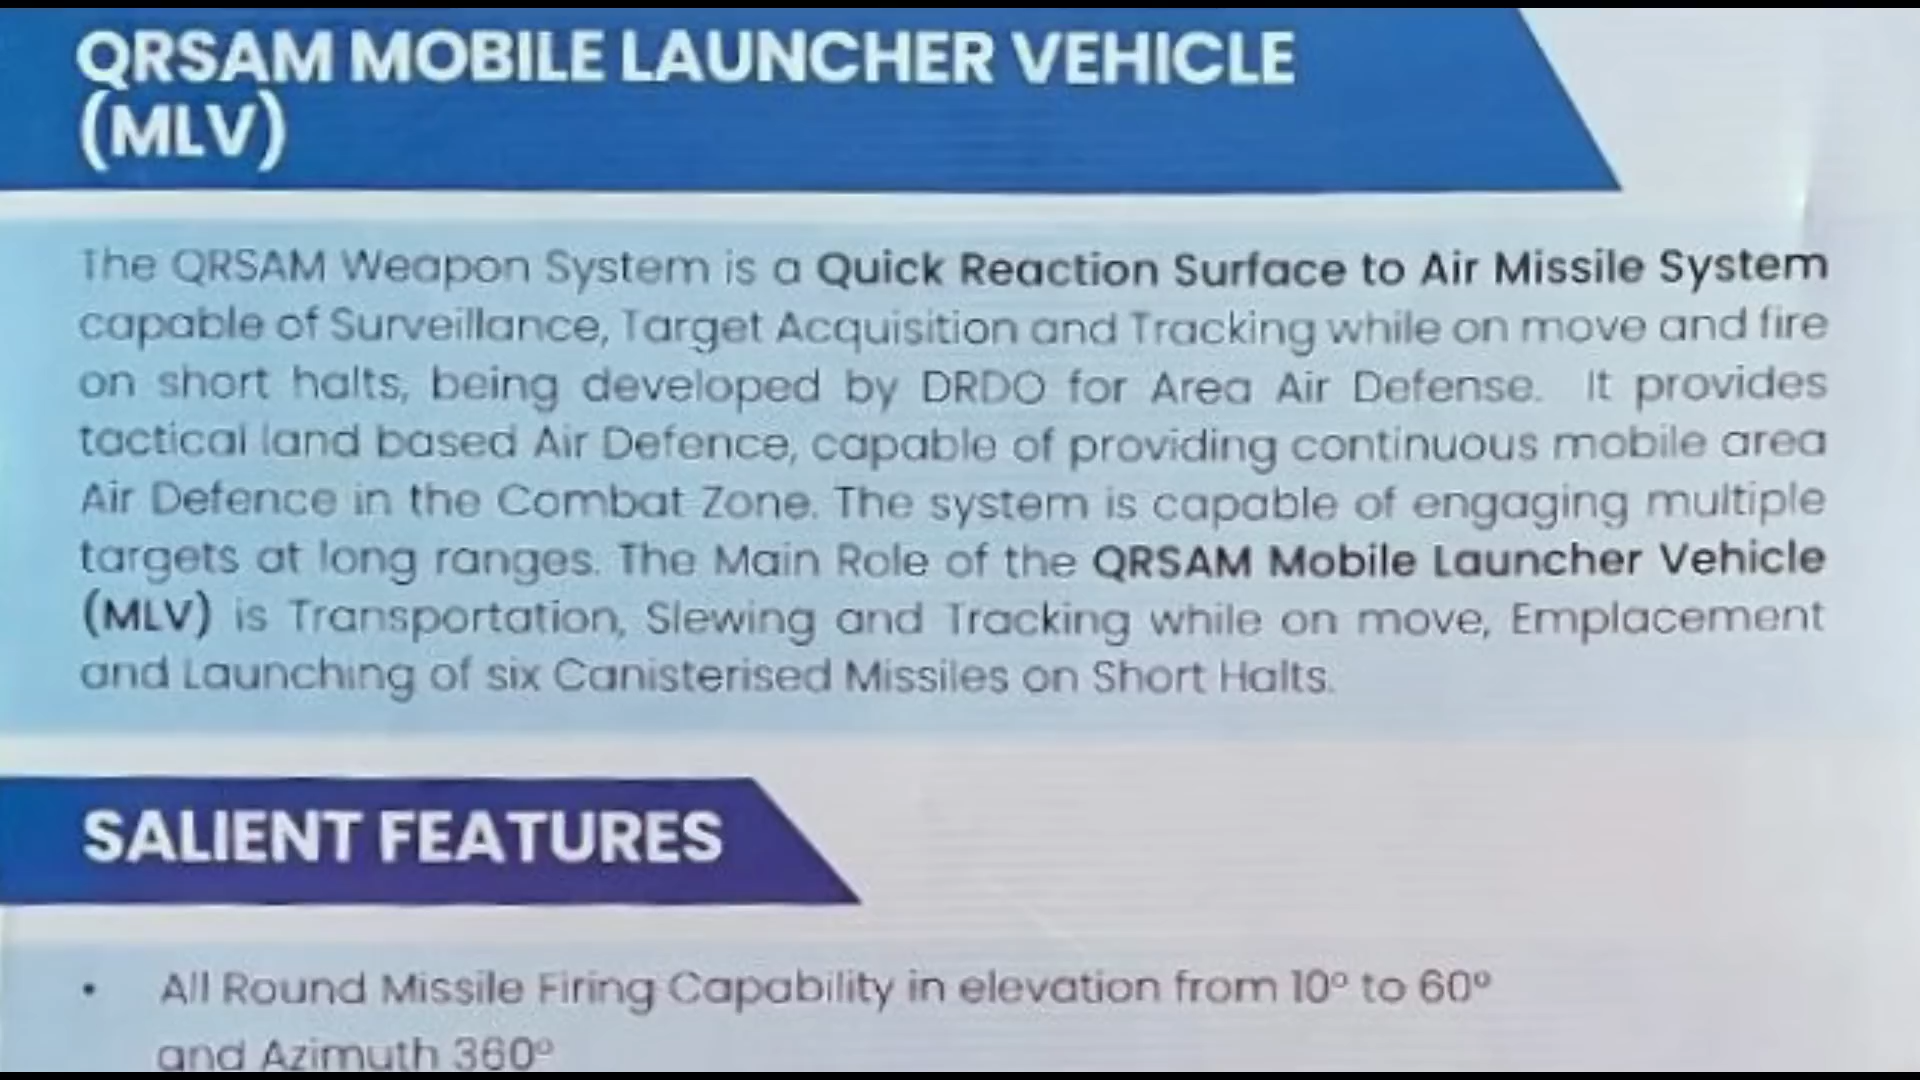 QRSAM MOBILE LAUNCHER VEHICLE
(MLV)
The QRSAM Weapon System is a Quick Reaction Surface to Air Missile System
capable of Surveillance, Target Acquisition and Tracking while on move and fire
on short halts, being developed by DRDO for Area Air Defense. It provides
tactical land based Air Defence, capable of providing continuous mobile area
Air Defence in the Combat Zone. The system is capable of engaging multiple
targets at long ranges. The Main Role of the QRSAM Mobile Launcher Vehicle
(MLV) is Transportation, Slewing and Tracking while on move, Emplacement
and Launching of six Canisterised Missiles on Short Halts.
SALIENT FEATURES
• All Round Missile Firing Capability in elevation from 10° to 60°
and Azimuth 360°